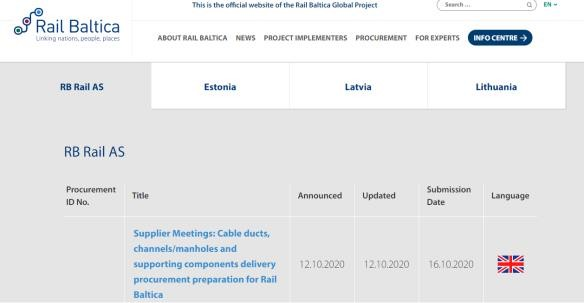 This is the official website of the Rail Baltica Global Project
Search ...
EN
Rail Baltica
Linking nations, people, places
ABOUT RAIL BALTICA NEWS PROJECT IMPLEMENTERS PROCUREMENT FOR EXPERTS INFO CENTRE →
RB Rail AS Estonia Latvia Lithuania
RB Rail AS
Procurement ID No. Title Announced Updated Submission Date Language
Supplier Meetings: Cable ducts,
channels/manholes and
supporting components delivery
procurement preparation for Rail
Baltica
12.10.2020 12.10.2020 16.10.2020